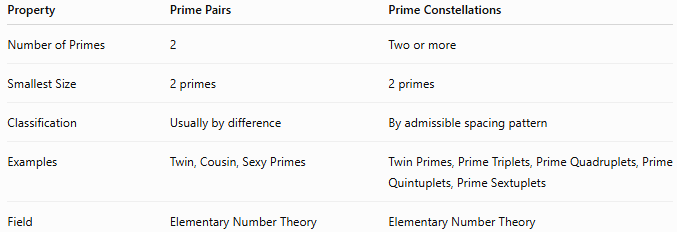 Property Prime Pairs Prime Constellations
Number of Primes 2 Two or more
Smallest Size 2 primes 2 primes
Classification Usually by difference By admissible spacing pattern
Examples Twin, Cousin, Sexy Primes Twin Primes, Prime Triplets, Prime Quadruplets, Prime
Quintuplets, Prime Sextuplets
Field Elementary Number Theory Elementary Number Theory